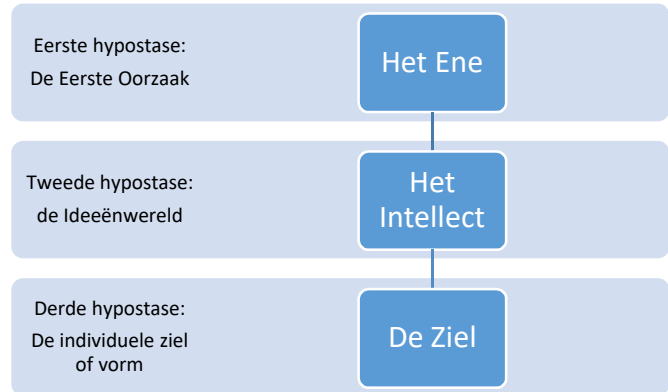 Eerste hypostase:
De Eerste Oorzaak
Het Ene
Tweede hypostase:
de Ideeënwereld
Het
Intellect
Derde hypostase:
De individuele ziel
of vorm
De Ziel